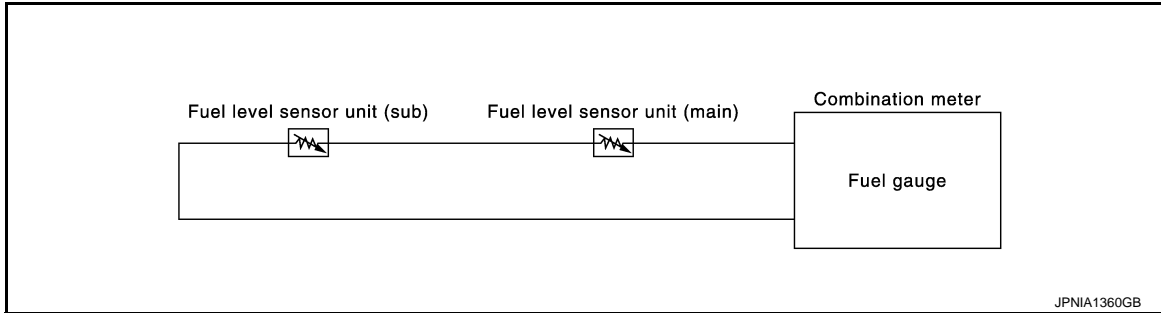 Fuel level sensor unit (sub)
Fuel level sensor unit (main)
Combination meter
Fuel gauge
JPNIA1360GB